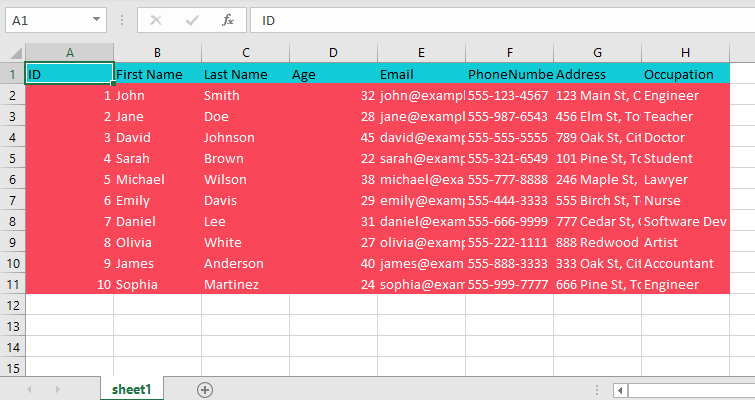 A1 fx ID
A B C D E F G H
1 ID First Name Last Name Age Email PhoneNumbe Address Occupation
2 1 John Smith 32 john@exampl 555-123-4567 123 Main St, C Engineer
3 2 Jane Doe 28 jane@examp 555-987-6543 456 Elm St, To Teacher
4 3 David Johnson 45 david@examp 555-555-5555 789 Oak St, Cit Doctor
5 4 Sarah Brown 22 sarah@examp 555-321-6549 101 Pine St, To Student
6 5 Michael Wilson 38 michael@exa 555-777-8888 246 Maple St, Lawyer
7 6 Emily Davis 29 emily@examp 555-444-3333 555 Birch St, T Nurse
8 7 Daniel Lee 31 daniel@exam 555-666-9999 777 Cedar St, Software Dev
9 8 Olivia White 27 olivia@examp 555-222-1111 888 Redwood Artist
10 9 James Anderson 40 james@exam 555-888-3333 333 Oak St, Cit Accountant
11 10 Sophia Martinez 24 sophia@exam 555-999-7777 666 Pine St, To Engineer
12
13
14
15
sheet1